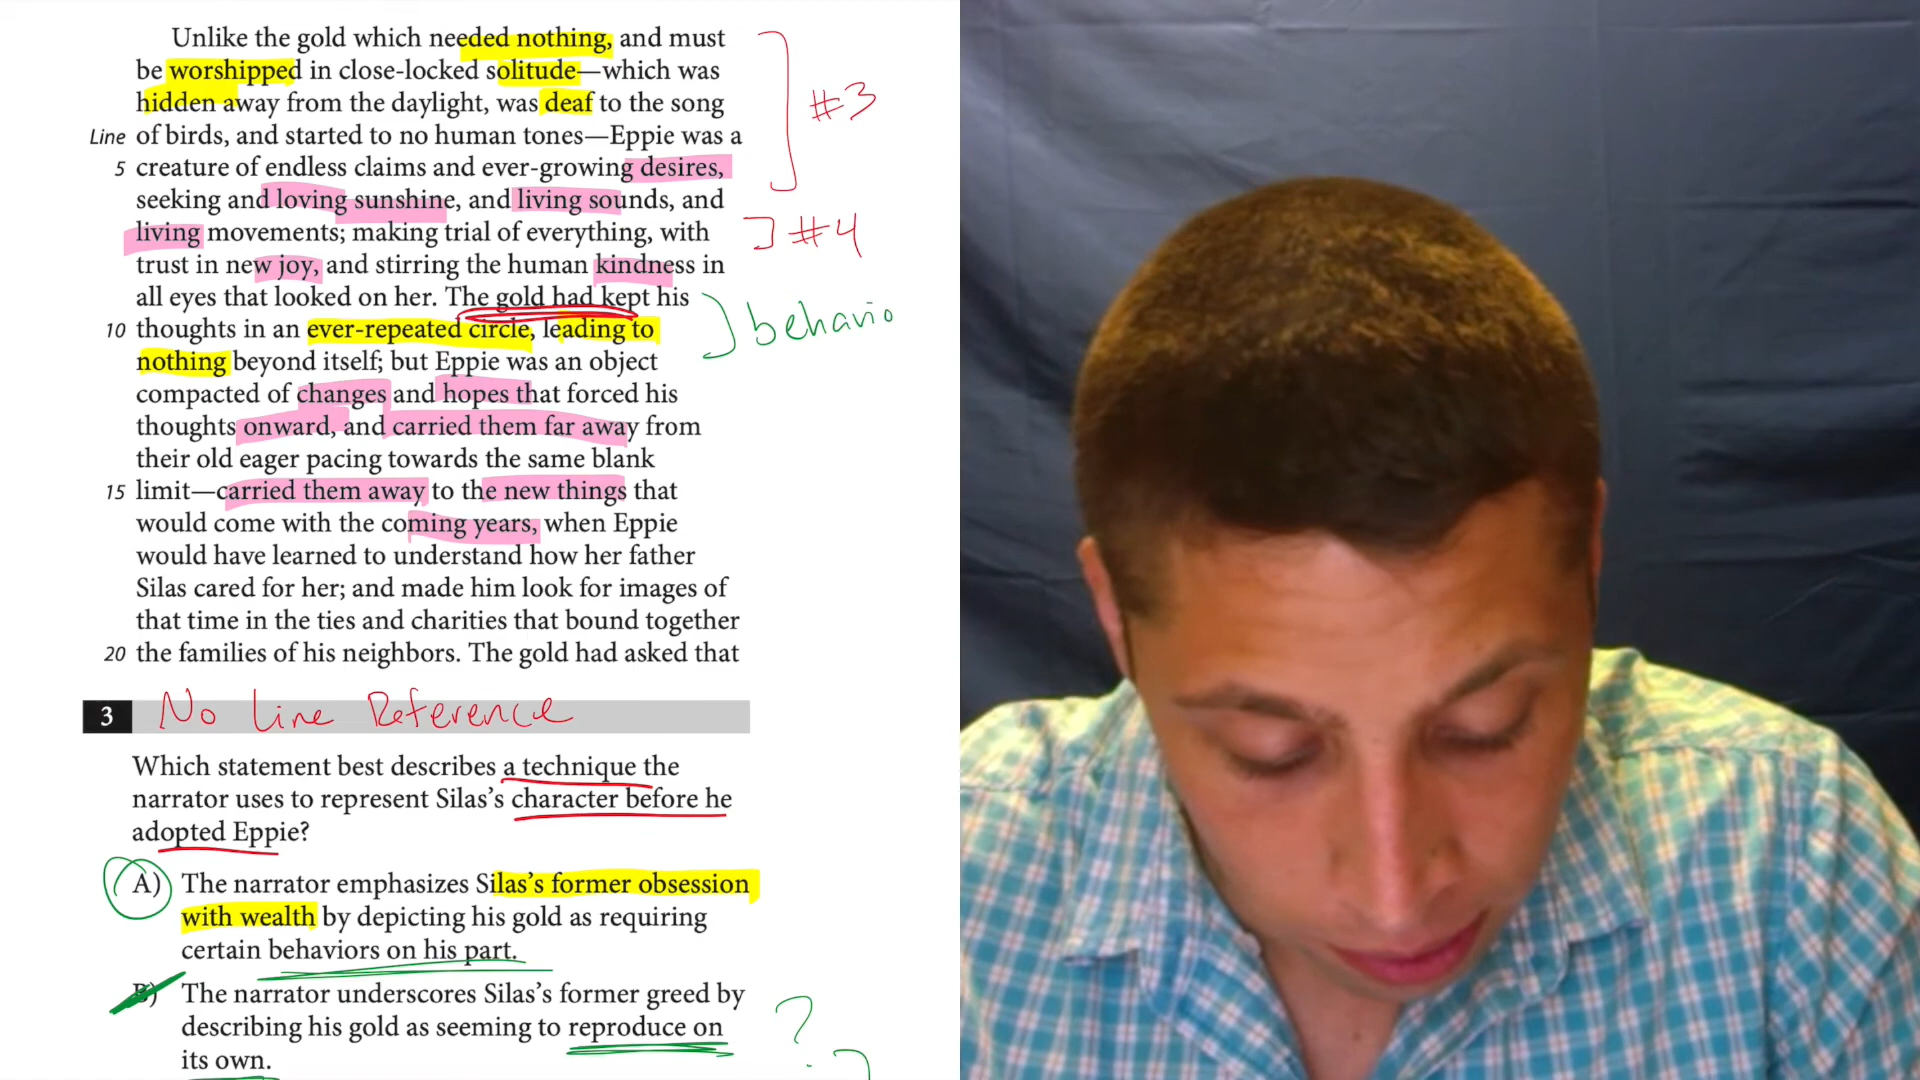 Unlike the gold which needed nothing, and must
be worshipped in close-locked solitude—which was
hidden away from the daylight, was deaf to the song
#3
Line of birds, and started to no human tones—Eppie was a
5 creature of endless claims and ever-growing desires,
seeking and loving sunshine, and living sounds, and
living movements; making trial of everything, with
#4
trust in new joy, and stirring the human kindness in
all eyes that looked on her. The gold had kept his
10 thoughts in an ever-repeated circle, leading to
behavio
nothing beyond itself; but Eppie was an object
compacted of changes and hopes that forced his
thoughts onward, and carried them far away from
their old eager pacing towards the same blank
15 limit—carried them away to the new things that
would come with the coming years, when Eppie
would have learned to understand how her father
Silas cared for her; and made him look for images of
that time in the ties and charities that bound together
20 the families of his neighbors. The gold had asked that
3 No Line Reference
Which statement best describes a technique the
narrator uses to represent Silas's character before he
adopted Eppie?
A) The narrator emphasizes Silas's former obsession
with wealth by depicting his gold as requiring
certain behaviors on his part.
B) The narrator underscores Silas's former greed by
describing his gold as seeming to reproduce on
its own.
?